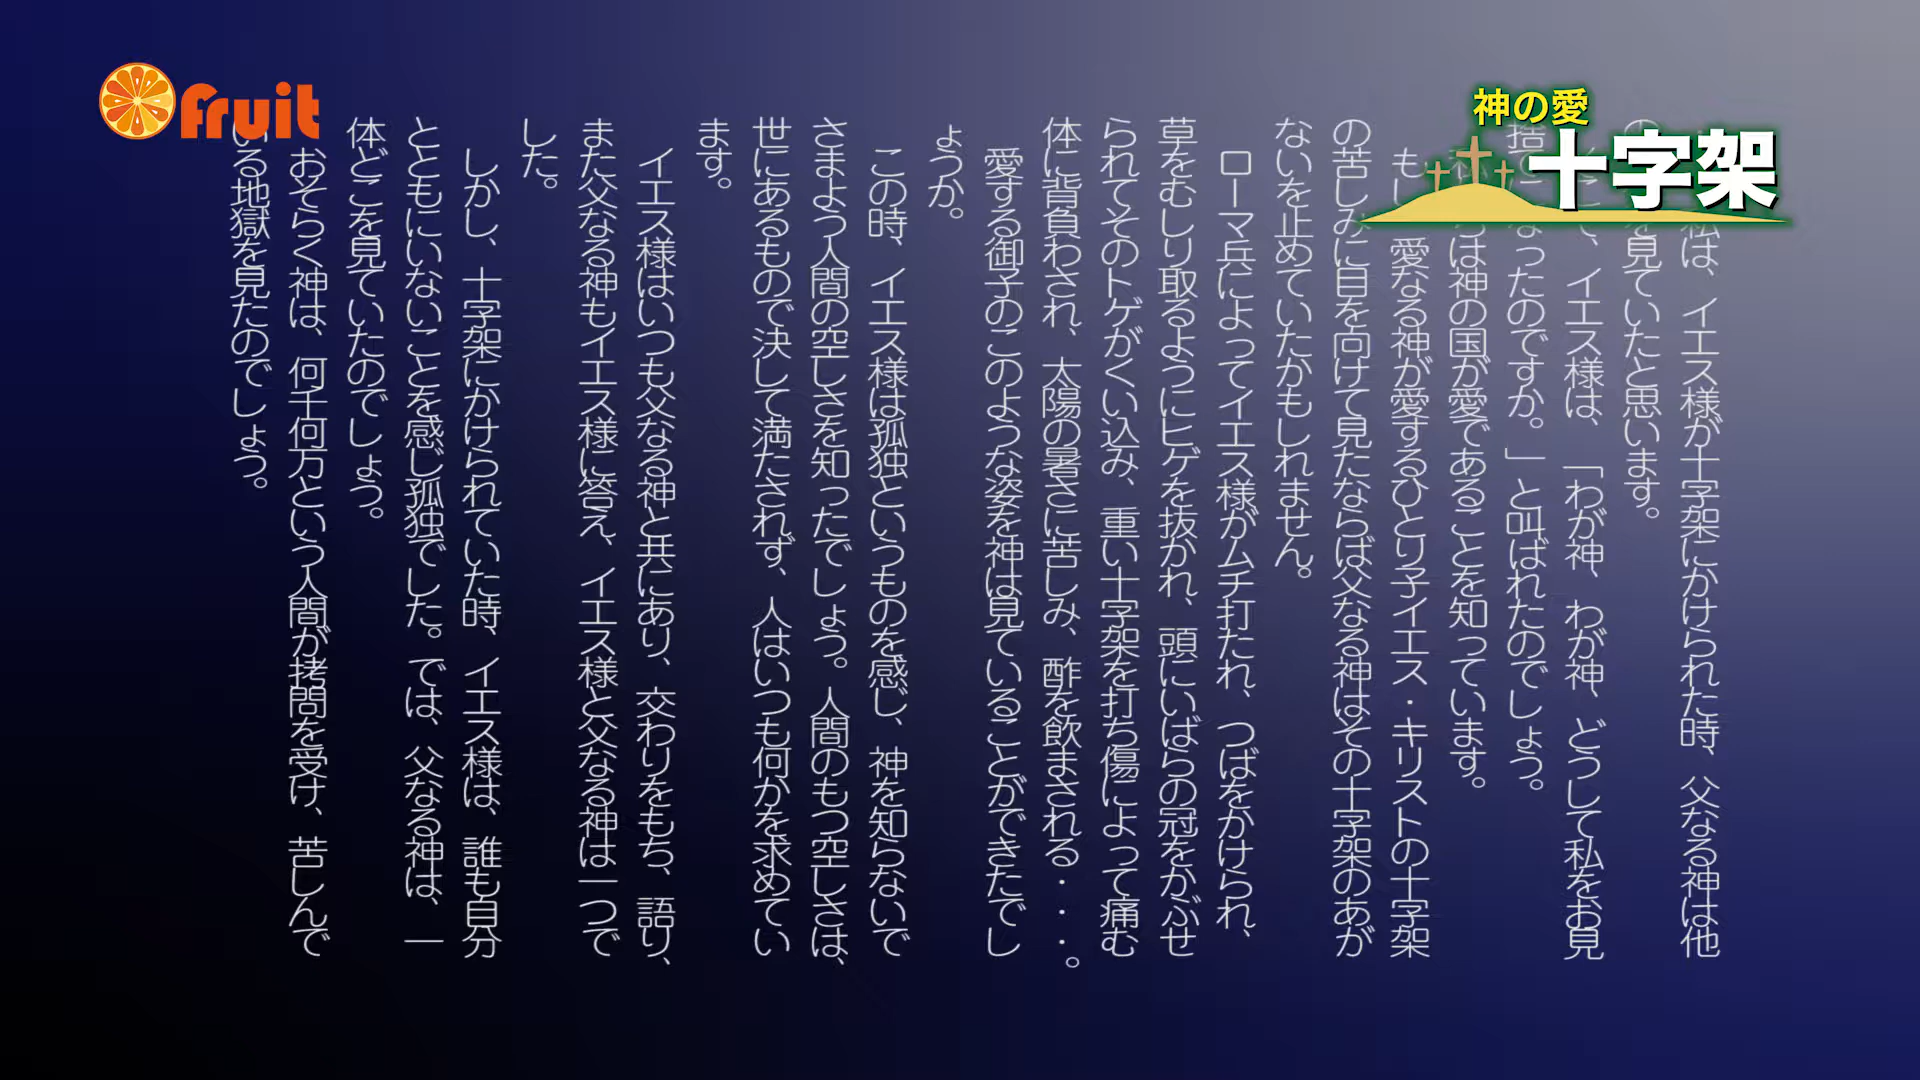 fruit
神の愛
十字架
私は、イエス様が十字架にかけられた時、父なる神は他
を見ていたと思います。
て、イエス様は、「わが神、わが神、どうして私をお見
捨てになったのですか。」と叫ばれたのでしょう。
は神の国が愛であることを知っています。
も 愛なる神が愛するひとり子イエス・キリストの十字架
の苦しみに目を向けて見たならば父なる神はその十字架のあが
ないを止めていたかもしれません。
ローマ兵によってイエス様がムチ打たれ、つばをかけられ、
草をむしり取るようにヒゲを抜かれ、頭にいばらの冠をかぶせ
られてそのトゲがくい込み、重い十字架を打ち傷によって痛む
体に背負わされ、太陽の暑さに苦しみ、酢を飲まされる・・・。
愛する御子のこのような姿を神は見ていることができたでし
ょうか。
この時、イエス様は孤独というものを感じ、神を知らないで
さまよう人間の空しさを知ったでしょう。人間のもつ空しさは、
世にあるもので決して満たされず、人はいつも何かを求めてい
ます。
イエス様はいつも父なる神と共にあり、交わりをもち、語り、
また父なる神もイエス様に答え、イエス様と父なる神は一つで
した。
しかし、十字架にかけられていた時、イエス様は、誰も自分
とともにいないことを感じ孤独でした。では、父なる神は、一
体どこを見ていたのでしょう。
おそらく神は、何千何万という人間が拷問を受け、苦しんで
いる地獄を見たのでしょう。